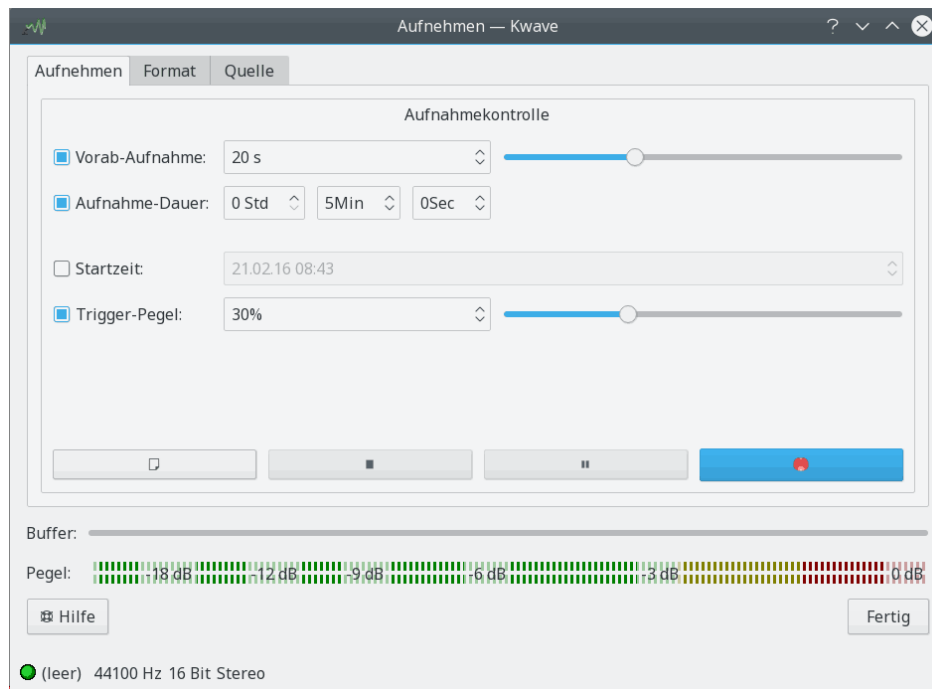 Aufnehmen — Kwave
Aufnehmen Format Quelle
Aufnahmekontrolle
Vorab-Aufnahme: 20 s
Aufnahme-Dauer: 0 Std 5Min 0Sec
Startzeit: 21.02.16 08:43
Trigger-Pegel: 30%
Buffer:
Pegel: -18 dB -12 dB -9 dB -6 dB -3 dB 0 dB
Hilfe Fertig
(leer) 44100 Hz 16 Bit Stereo